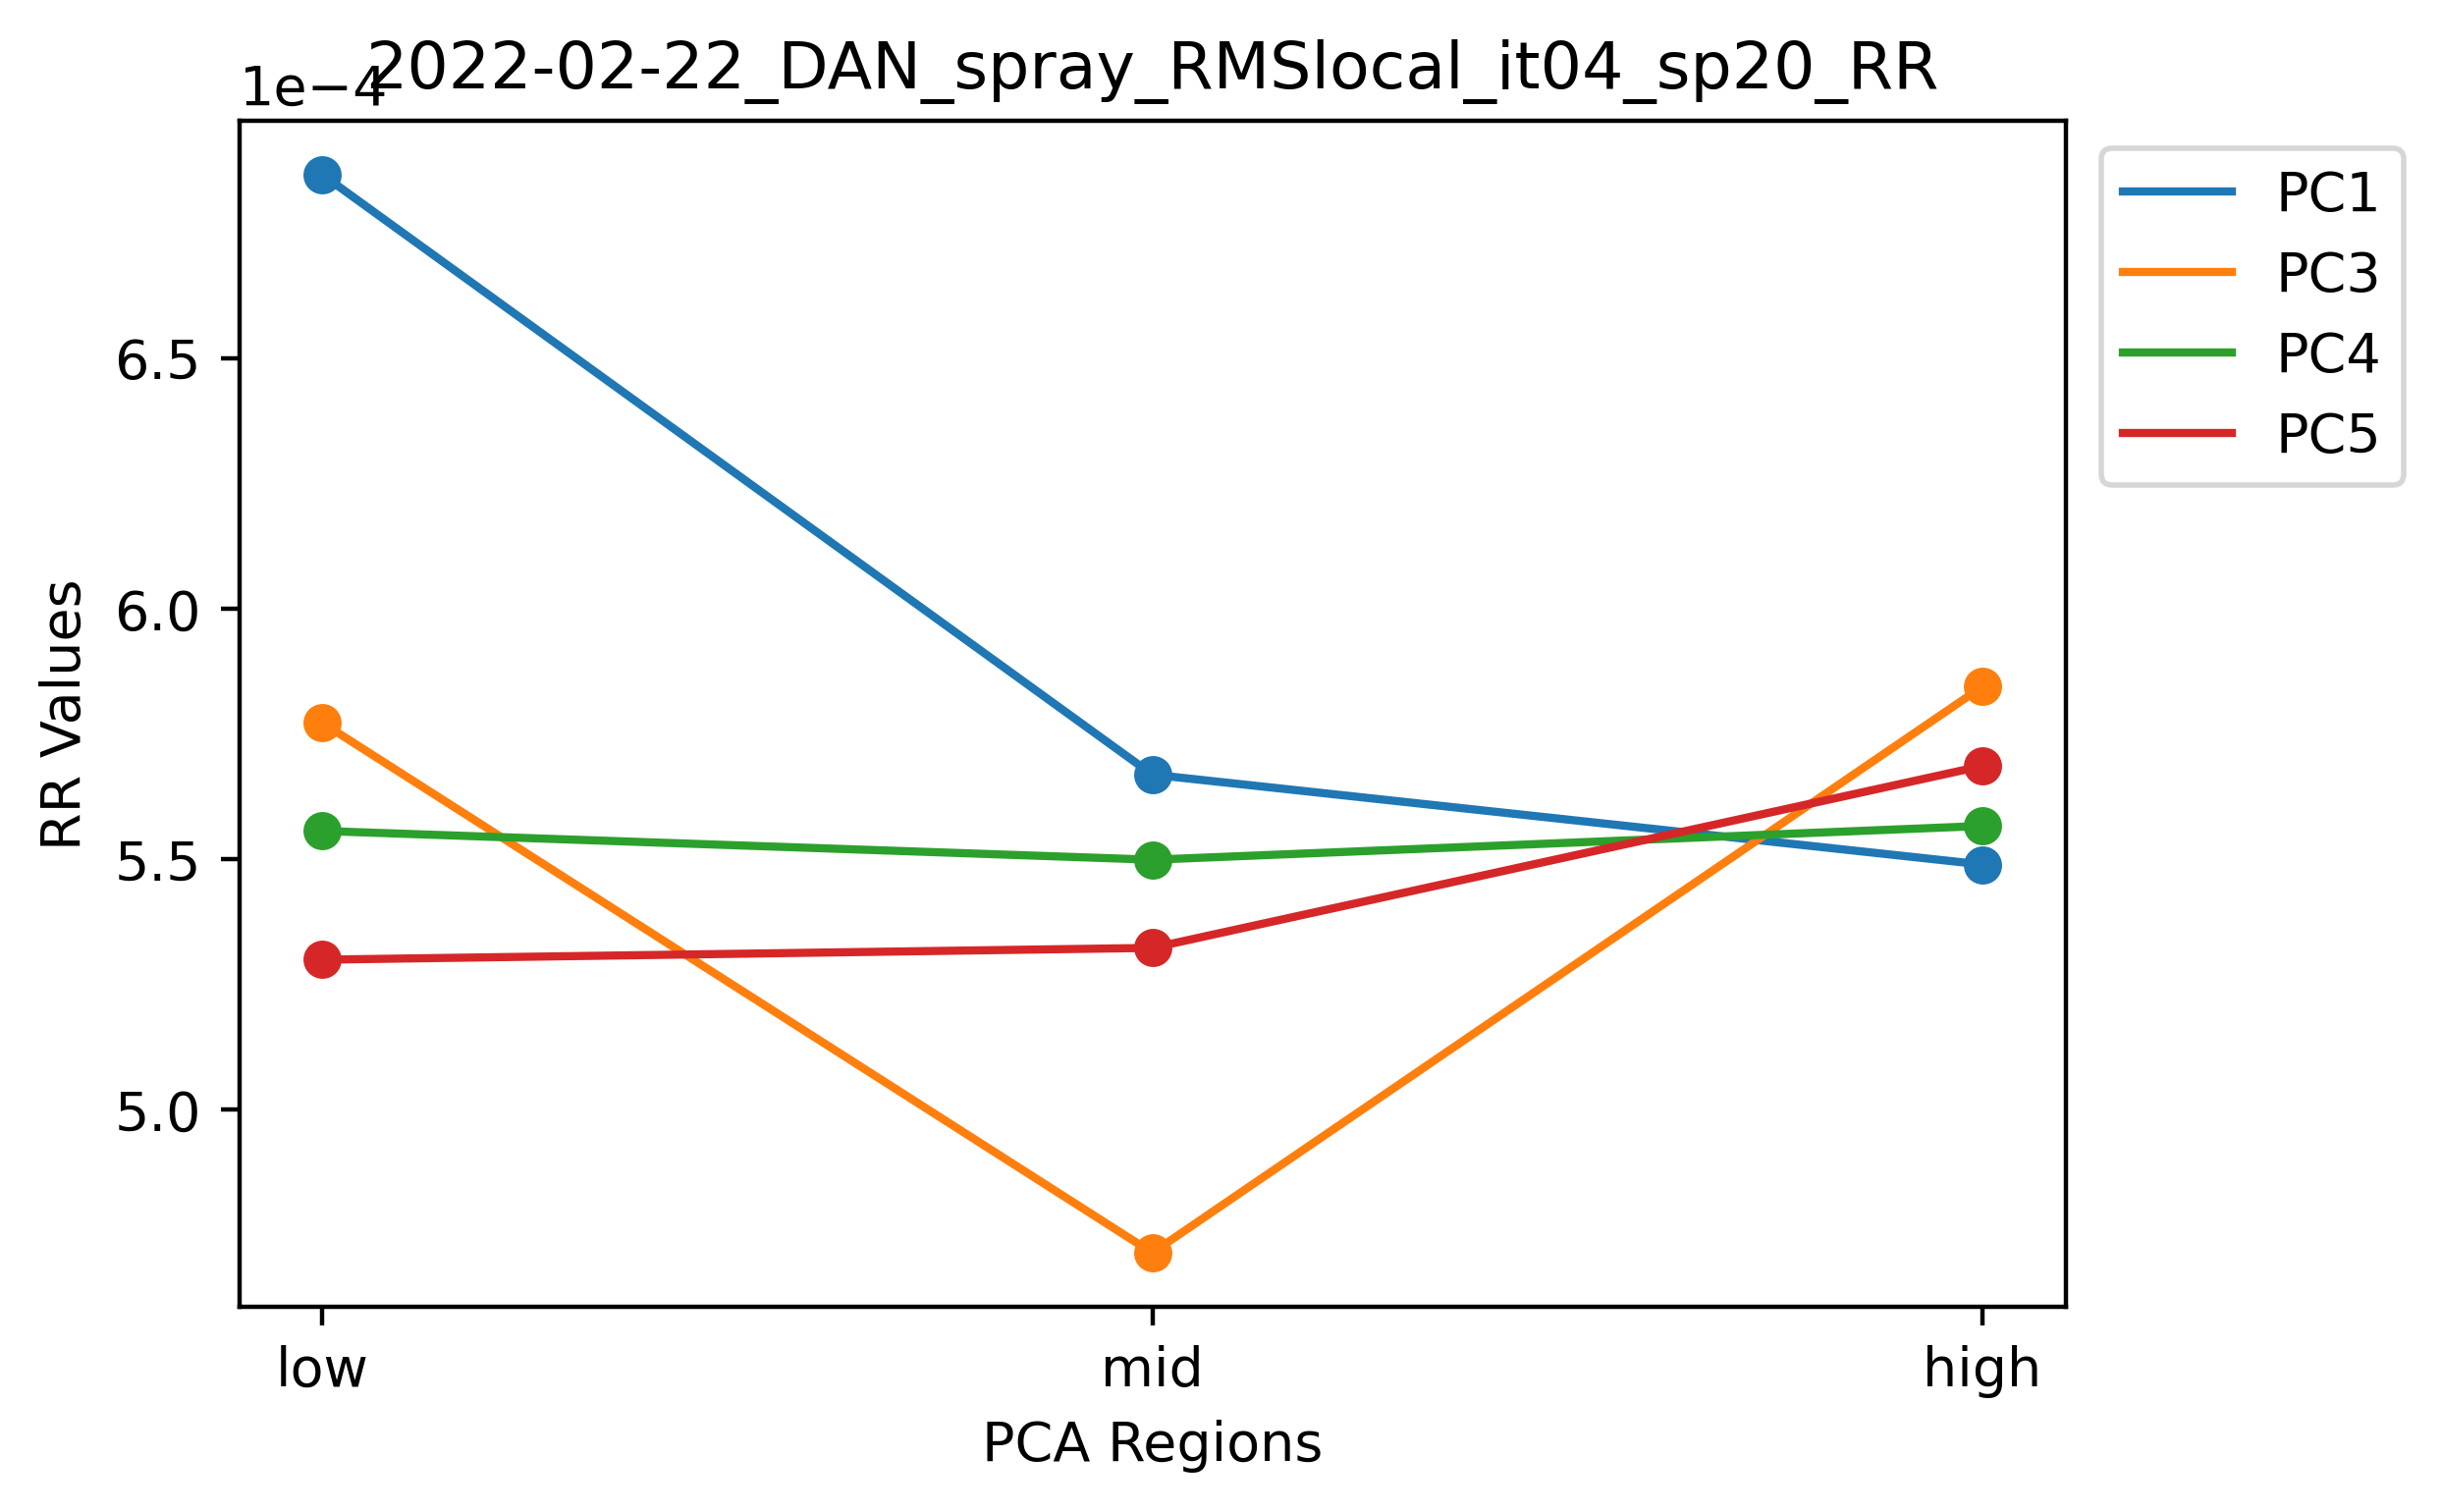 2022-02-22_DAN_spray_RMSlocal_it04_sp20_RR
1e−4
6.5
6.0
5.5
5.0
RR Values
low
mid
high
PCA Regions
PC1
PC3
PC4
PC5